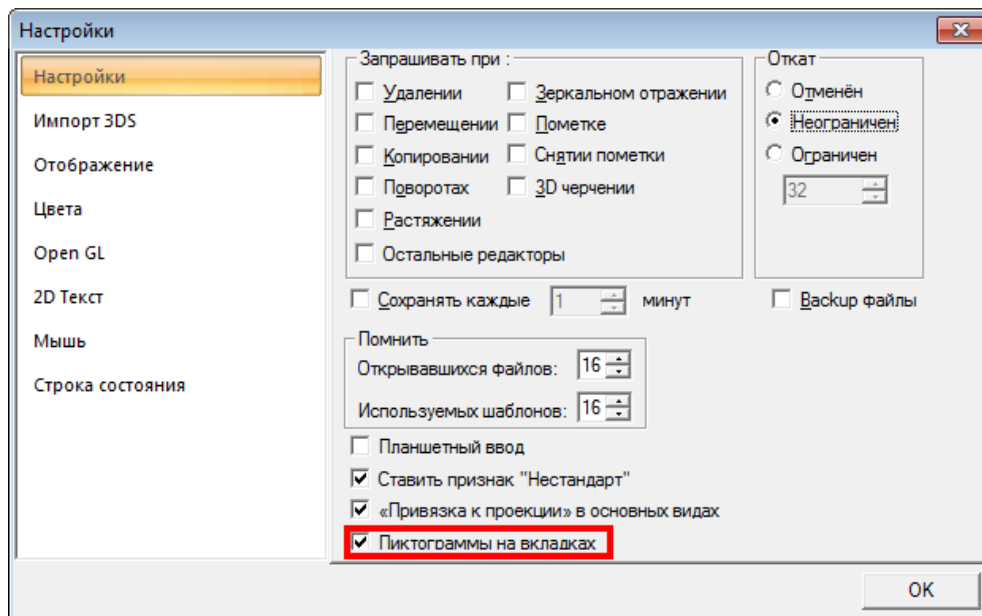 Настройки
Настройки
Импорт 3DS
Отображение
Цвета
Open GL
2D Текст
Мышь
Строка состояния
Запрашивать при :
Удалении Зеркальном отражении
Перемещении Пометке
Копировании Снятии пометки
Поворотах 3D черчении
Растяжении
Остальные редакторы
Откат
Отменён
Неограничен
Ограничен
32
Сохранять каждые 1 минут
Backup файлы
Помнить
Открывавшихся файлов: 16
Используемых шаблонов: 16
Планшетный ввод
Ставить признак "Нестандарт"
«Привязка к проекции» в основных видах
Пиктограммы на вкладках
OK